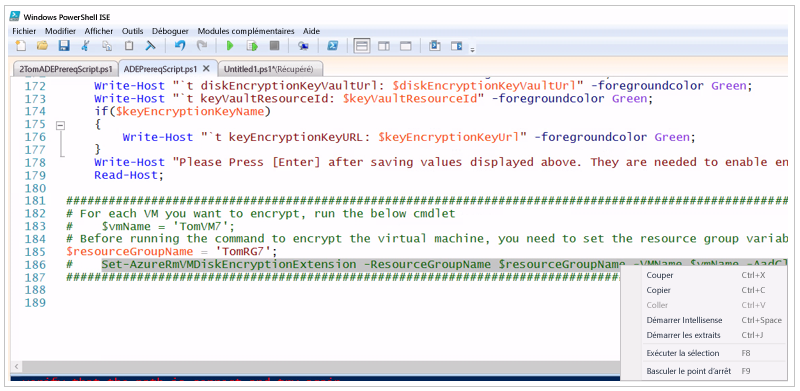 Windows PowerShell ISE
Fichier Modifier Afficher Outils Déboguer Modules complémentaires Aide
2TomADEPrereqScript.ps1 ADEPrereqScript.ps1 X Untitled1.ps1*(Récupéré)
172 Write-Host "`t diskEncryptionKeyVaultUrl: $diskEncryptionKeyVaultUrl" -foregroundcolor Green;
173 Write-Host "`t keyVaultResourceId: $keyVaultResourceId" -foregroundcolor Green;
174 if($keyEncryptionKeyName)
175 {
176 Write-Host "`t keyEncryptionKeyURL: $keyEncryptionKeyUrl" -foregroundcolor Green;
177 }
178 Write-Host "Please Press [Enter] after saving values displayed above. They are needed to enable en
179 Read-Host;
180
181 ################################################################################
182 # For each VM you want to encrypt, run the below cmdlet
183 # $vmName = 'TomVM7';
184 # Before running the command to encrypt the virtual machine, you need to set the resource group variab
185 $resourceGroupName = 'TomRG7';
186 # Set-AzureRmVMDiskEncryptionExtension -ResourceGroupName $resourceGroupName -VMName $vmName -AadCl
187 ################################################################################
188
189
Couper Ctrl+X
Copier Ctrl+C
Coller Ctrl+V
Démarrer Intellisense Ctrl+Space
Démarrer les extraits Ctrl+J
Exécuter la sélection F8
Basculer le point d'arrêt F9